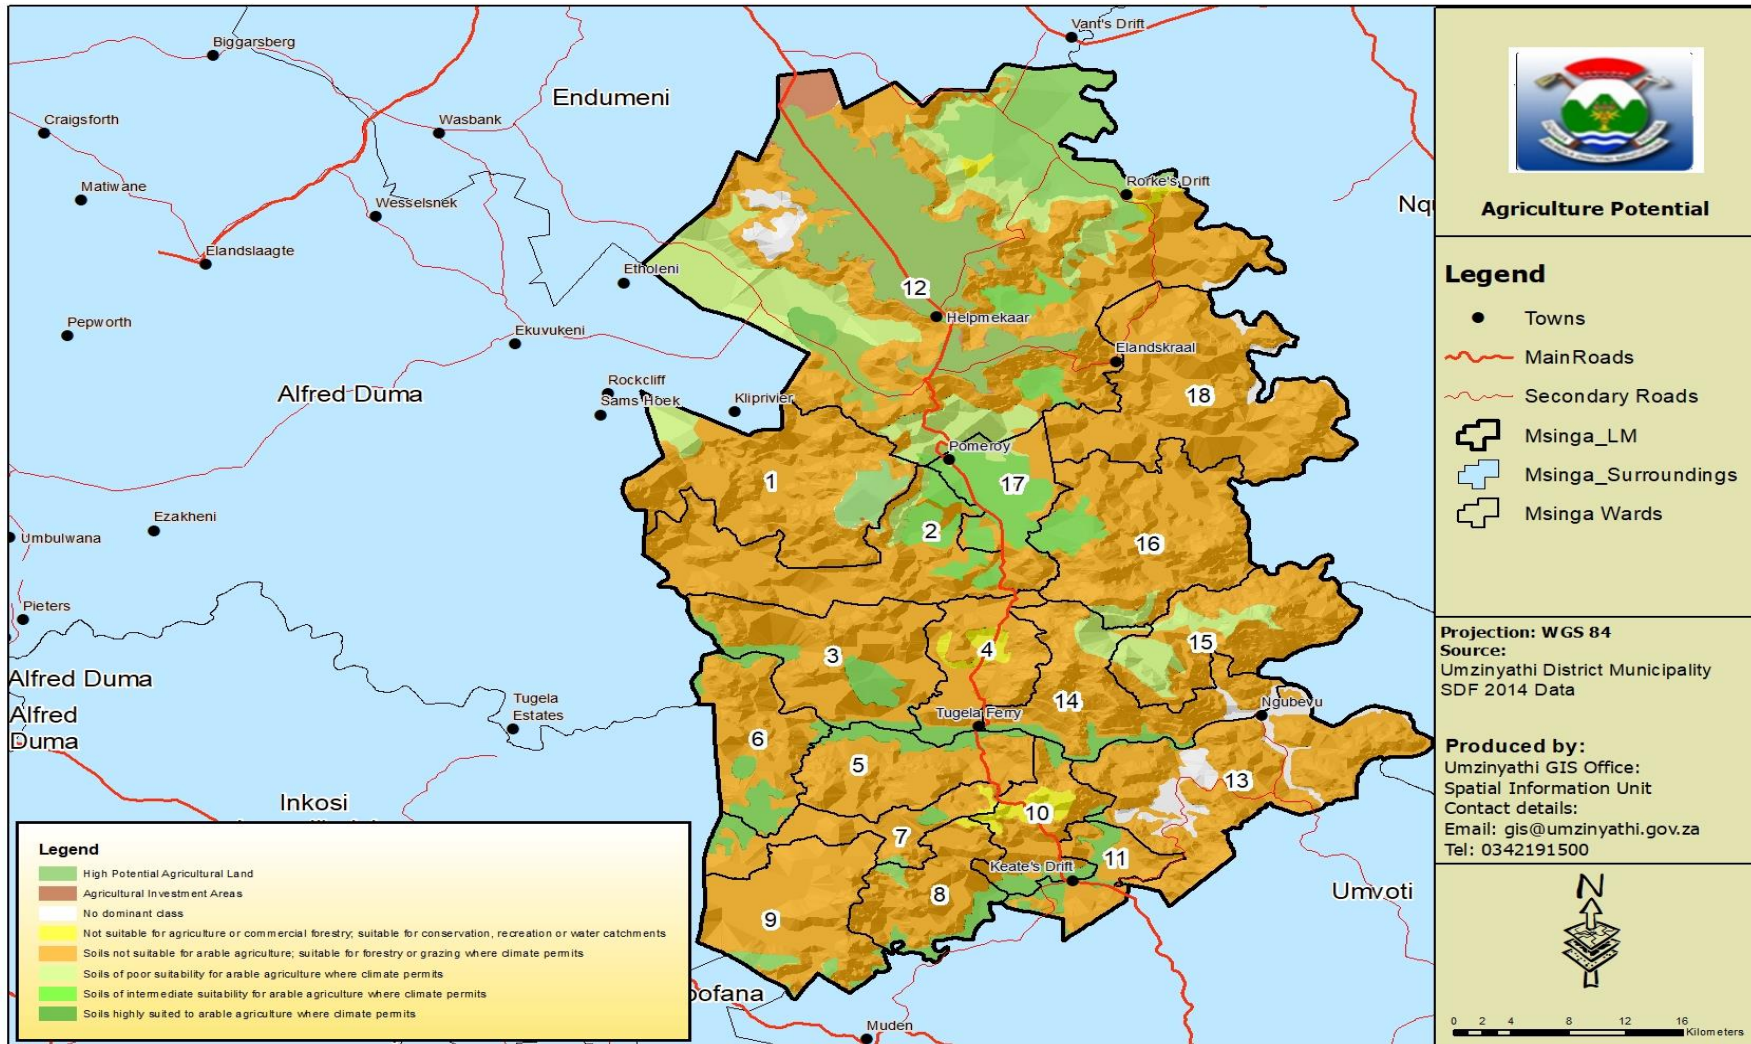 Vant's Drift
Biggarsberg
Endumeni
Craigsforth
Wasbank
Matiwane
Wesselsnek
Rorke's Drift
Nqu
Elandslaagte
Etholeni
12
Helpmekaar
Pepworth
Ekuvukeni
Elandskraal
Alfred Duma
Rockcliff
Sams Hoek
Kliprivier
18
Pomeroy
1
17
Ezakheni
Umbulwana
2
16
Pieters
3
4
15
Alfred Duma
Alfred
Duma
Tugela
Estates
Tugela Ferry
14
Ngubevu
6
5
13
Inkosi
10
7
11
Keate's Drift
8
9
Umvoti
oofana
Muden
Legend
High Potential Agricultural Land
Agricultural Investment Areas
No dominant class
Not suitable for agriculture or commercial forestry; suitable for conservation, recreation or water catchments
Soils not suitable for arable agriculture; suitable for forestry or grazing where climate permits
Soils of poor suitability for arable agriculture where climate permits
Soils of intermediate suitability for arable agriculture where climate permits
Soils highly suited to arable agriculture where climate permits
Agriculture Potential
Legend
Towns
MainRoads
Secondary Roads
Msinga_LM
Msinga_Surroundings
Msinga Wards
Projection: WGS 84
Source:
Umzinyathi District Municipality
SDF 2014 Data
Produced by:
Umzinyathi GIS Office:
Spatial Information Unit
Contact details:
Email: gis@umzinyathi.gov.za
Tel: 0342191500
N
0 2 4 8 12 16
Kilometers